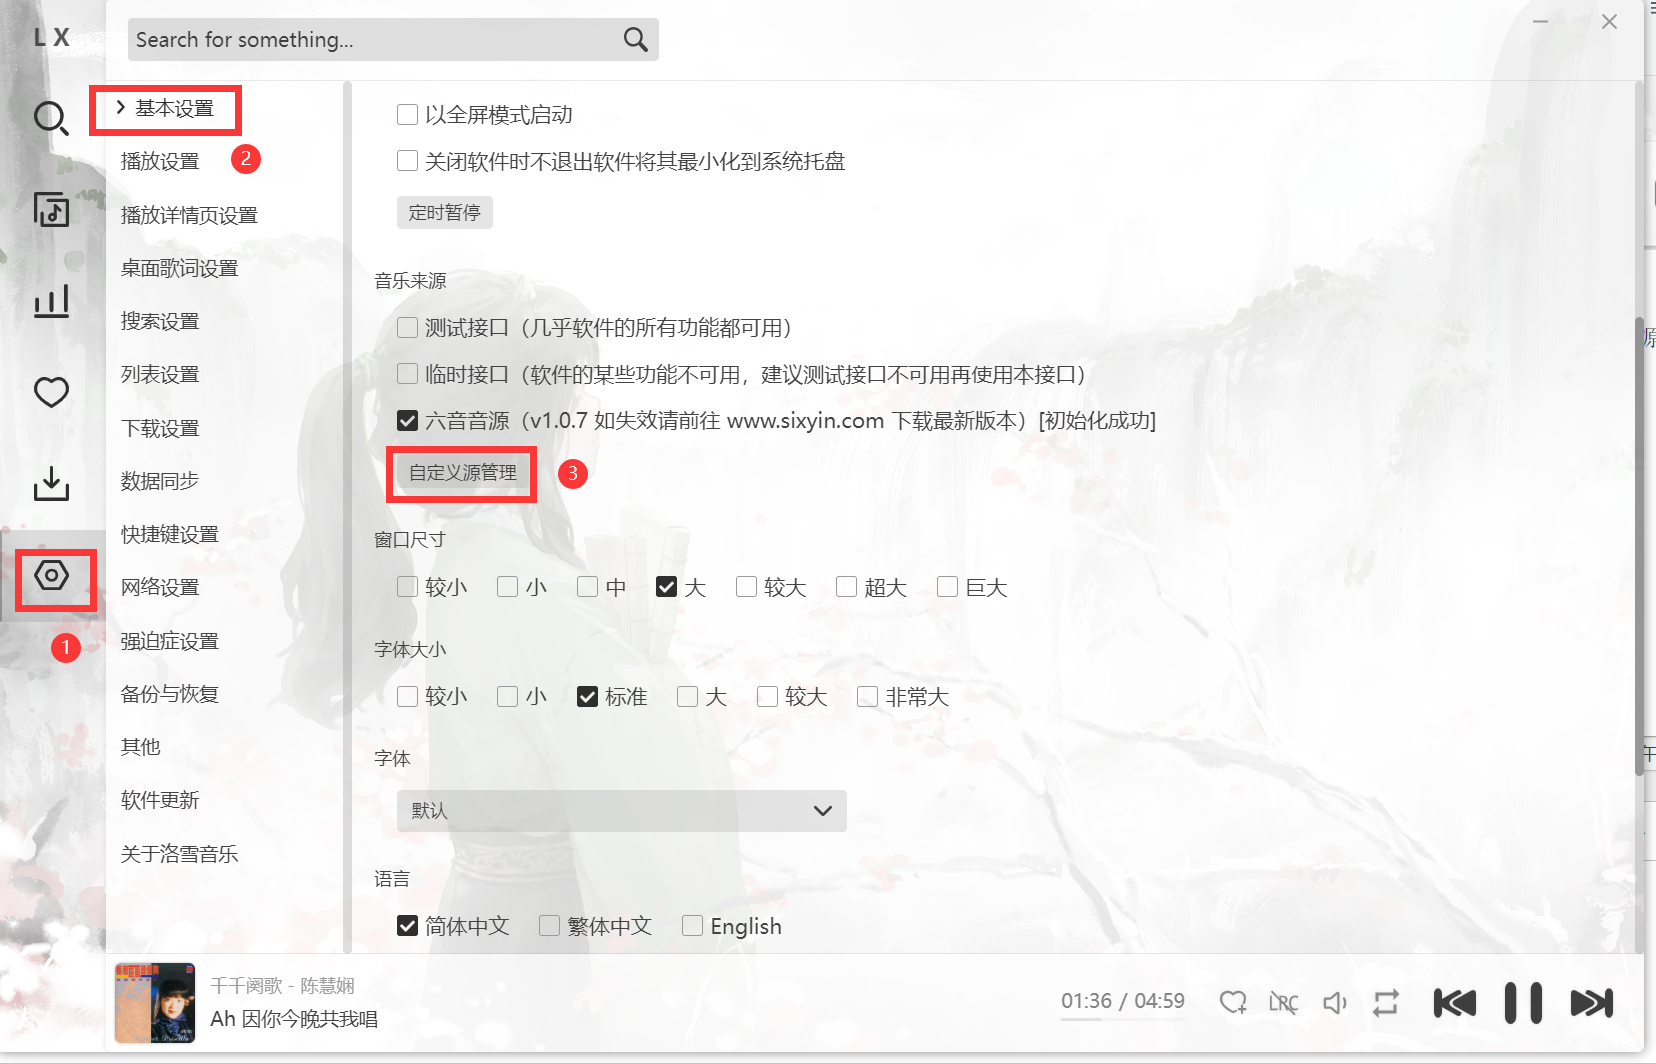 L X
Search for something...
基本设置
2
播放设置
播放详情页设置
桌面歌词设置
搜索设置
列表设置
下载设置
数据同步
快捷键设置
网络设置
强迫症设置
备份与恢复
其他
软件更新
关于洛雪音乐
1
以全屏模式启动
关闭软件时不退出软件将其最小化到系统托盘
定时暂停
音乐来源
测试接口（几乎软件的所有功能都可用）
临时接口（软件的某些功能不可用，建议测试接口不可用再使用本接口）
六音音源（v1.0.7 如失效请前往 www.sixyin.com 下载最新版本）[初始化成功]
自定义源管理
3
窗口尺寸
较小 小 中 大 较大 超大 巨大
字体大小
较小 小 标准 大 较大 非常大
字体
默认
语言
简体中文 繁体中文 English
千千阕歌 - 陈慧娴
Ah 因你今晚共我唱
01:36 / 04:59
LRC